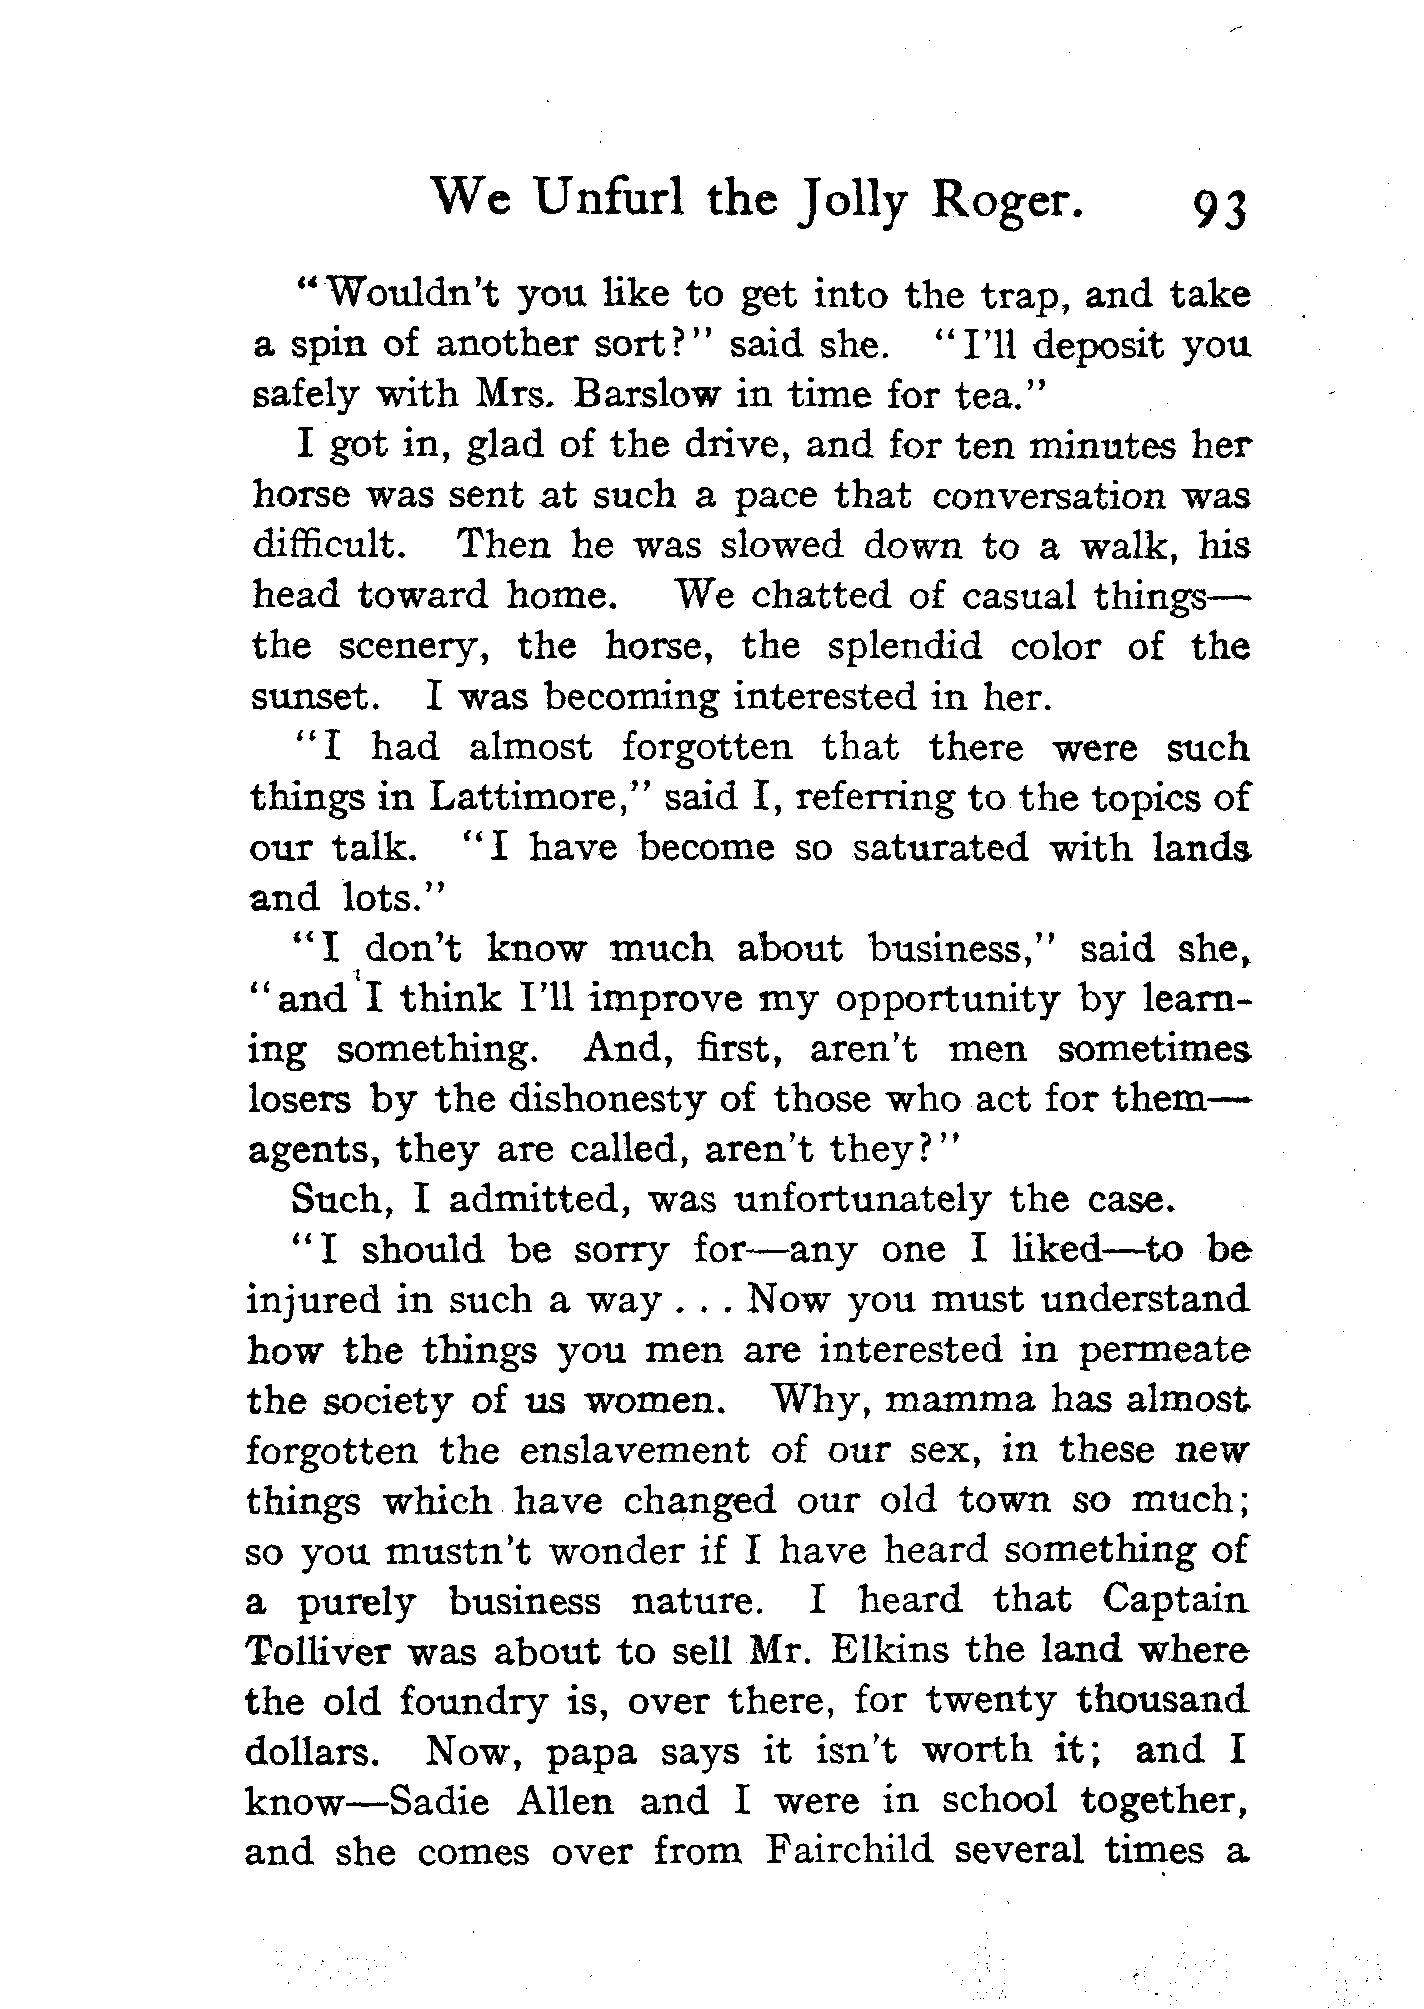 We Unfurl the Jolly Roger. 93
"Wouldn't you like to get into the trap, and take
a spin of another sort?" said she. "I'll deposit you
safely with Mrs. Barslow in time for tea."
I got in, glad of the drive, and for ten minutes her
horse was sent at such a pace that conversation was
difficult. Then he was slowed down to a walk, his
head toward home. We chatted of casual things—
the scenery, the horse, the splendid color of the
sunset. I was becoming interested in her.
"I had almost forgotten that there were such
things in Lattimore," said I, referring to the topics of
our talk. "I have become so saturated with lands
and lots."
"I don't know much about business," said she,
"and I think I'll improve my opportunity by learn-
ing something. And, first, aren't men sometimes
losers by the dishonesty of those who act for them—
agents, they are called, aren't they?"
Such, I admitted, was unfortunately the case.
"I should be sorry for—any one I liked—to be
injured in such a way . . . Now you must understand
how the things you men are interested in permeate
the society of us women. Why, mamma has almost
forgotten the enslavement of our sex, in these new
things which have changed our old town so much;
so you mustn't wonder if I have heard something of
a purely business nature. I heard that Captain
Tolliver was about to sell Mr. Elkins the land where
the old foundry is, over there, for twenty thousand
dollars. Now, papa says it isn't worth it; and I
know—Sadie Allen and I were in school together,
and she comes over from Fairchild several times a